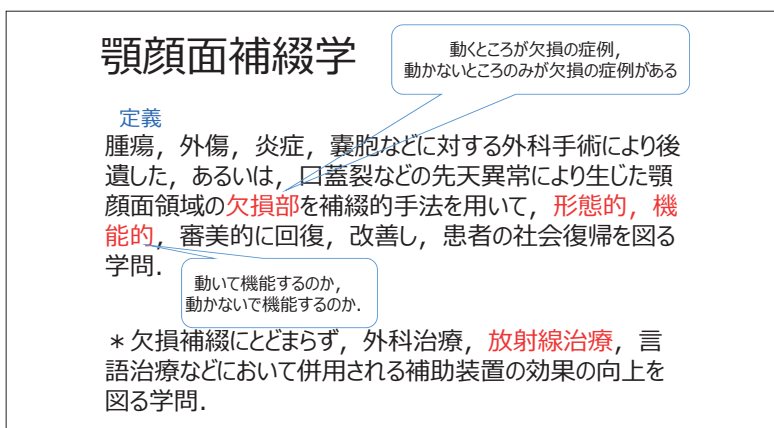 顎顔面補綴学
動くところが欠損の症例，
動かないところのみが欠損の症例がある
定義
腫瘍，外傷，炎症，嚢胞などに対する外科手術により後
遺した，あるいは，口蓋裂などの先天異常により生じた顎
顔面領域の欠損部を補綴的手法を用いて，形態的，機
能的，審美的に回復，改善し，患者の社会復帰を図る
学問．
動いて機能するのか，
動かないで機能するのか．
＊欠損補綴にとどまらず，外科治療，放射線治療，言
語治療などにおいて併用される補助装置の効果の向上を
図る学問．